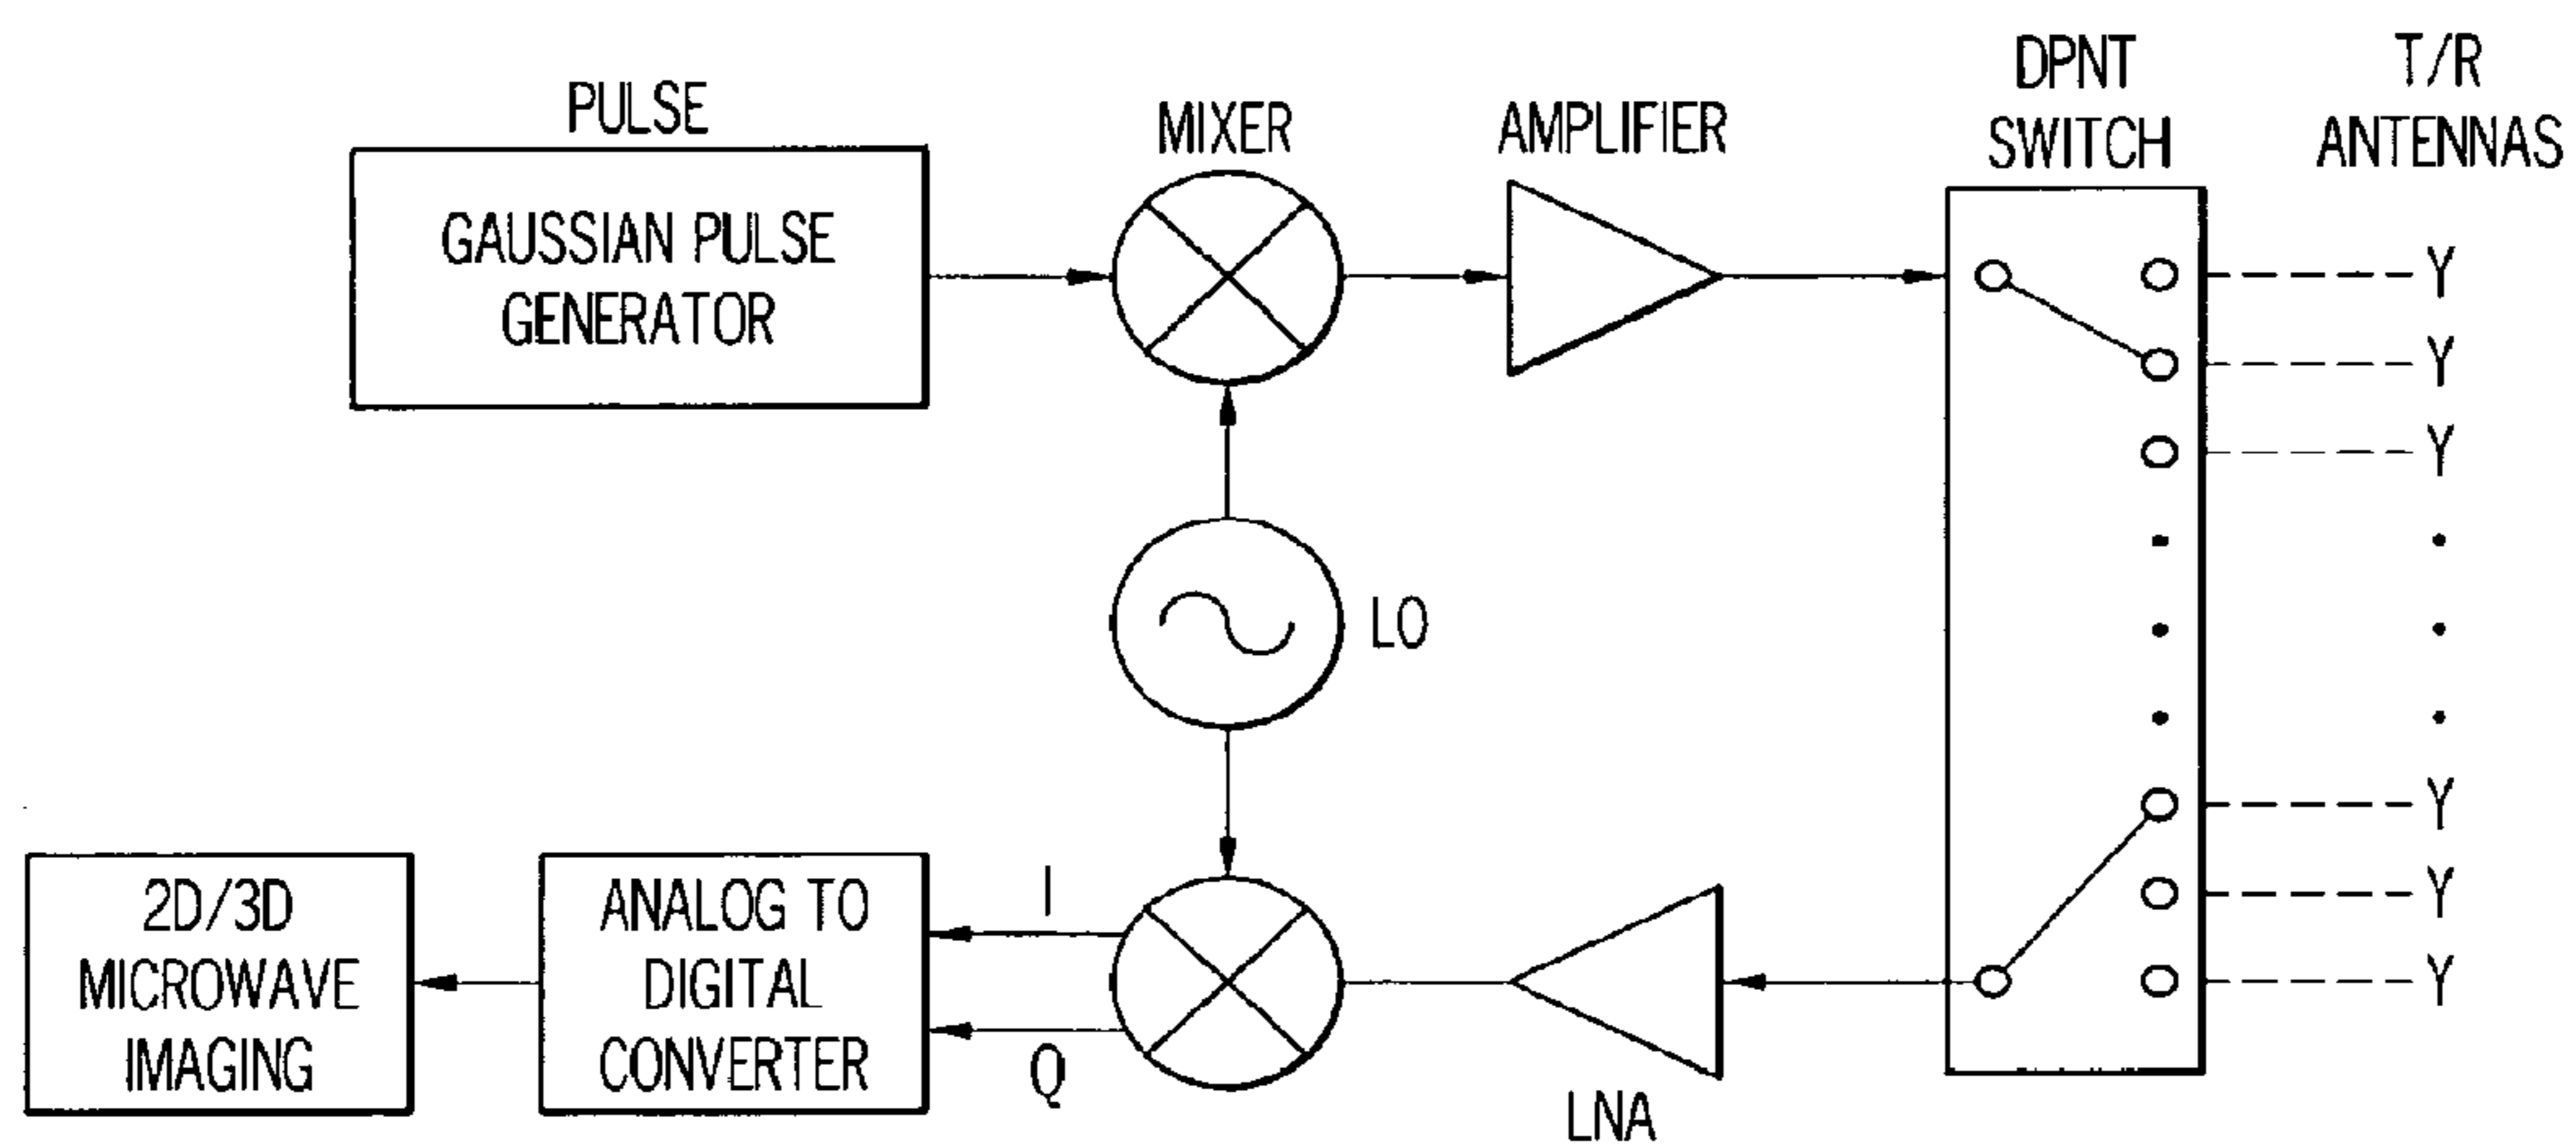 PULSE
GAUSSIAN PULSE
GENERATOR
MIXER
AMPLIFIER
DPNT
SWITCH
T/R
ANTENNAS
Y
Y
Y
LO
Y
Y
Y
2D/3D
MICROWAVE
IMAGING
ANALOG TO
DIGITAL
CONVERTER
I
Q
LNA